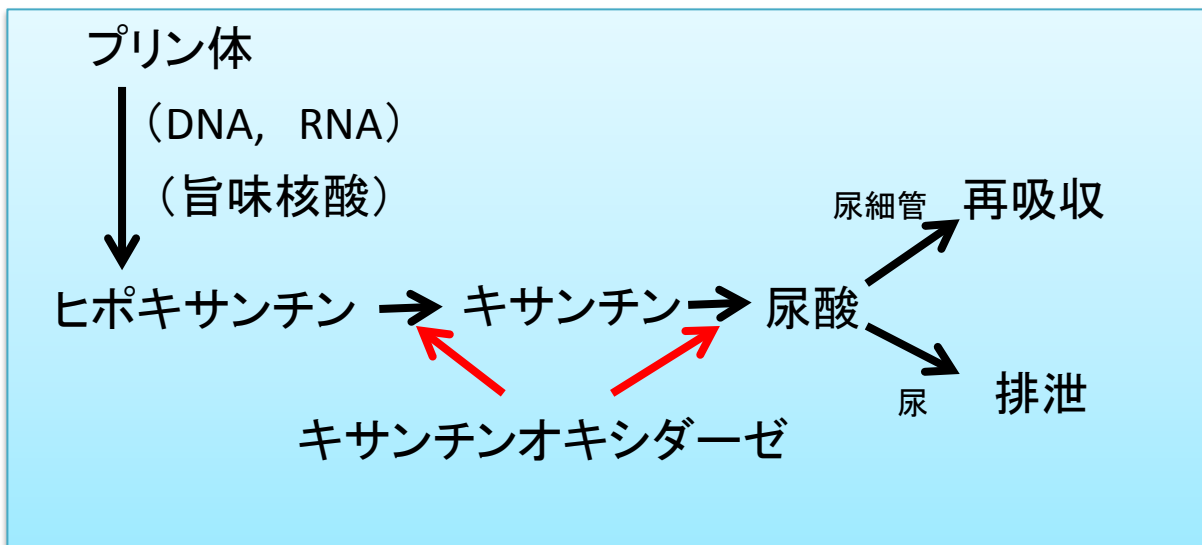 プリン体
（DNA, RNA）
（旨味核酸）
尿細管 再吸収
ヒポキサンチン キサンチン 尿酸
尿 排泄
キサンチンオキシダーゼ